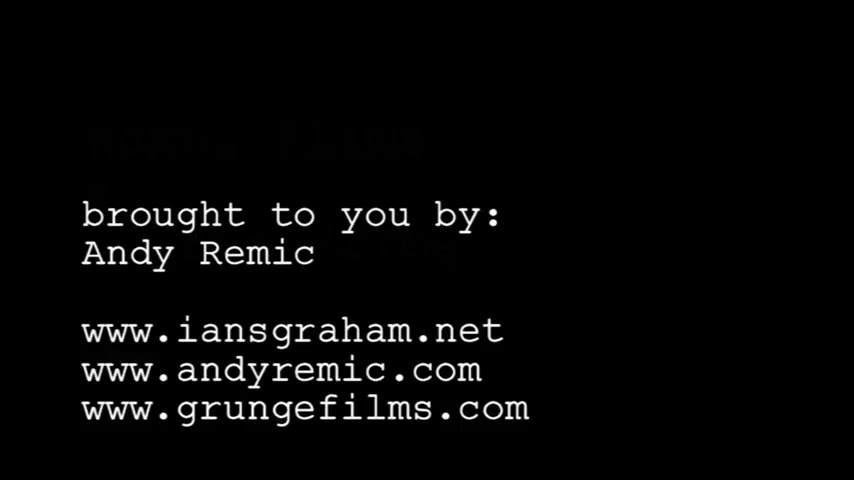 brought to you by:
Andy Remic
www.iansgraham.net
www.andyremic.com
www.grungefilms.com